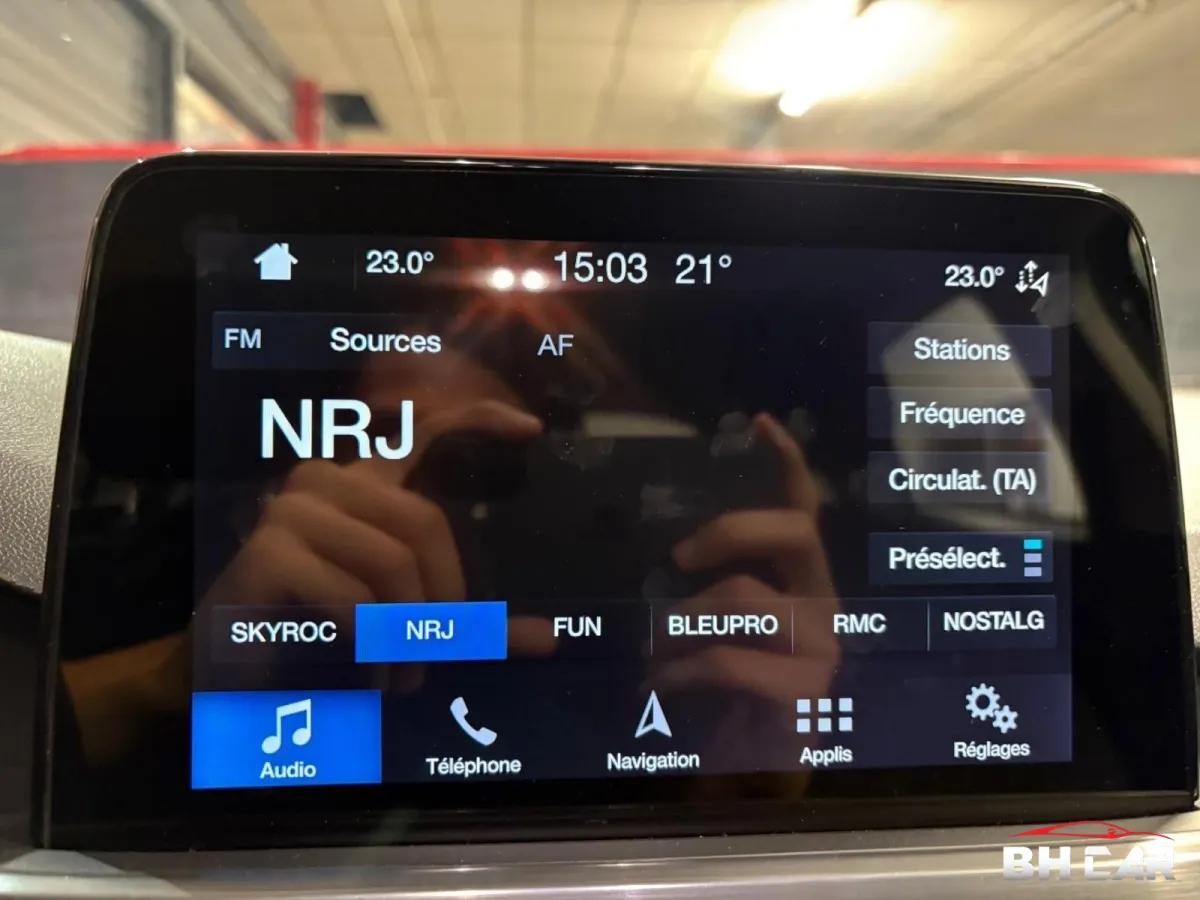 23.0° 15:03 21° 23.0°
FM Sources AF
Stations
NRJ
Fréquence
Circulat. (TA)
Présélect.
SKYROC NRJ FUN BLEUPRO RMC NOSTALG
Audio Téléphone Navigation Applis Réglages
BH CAR